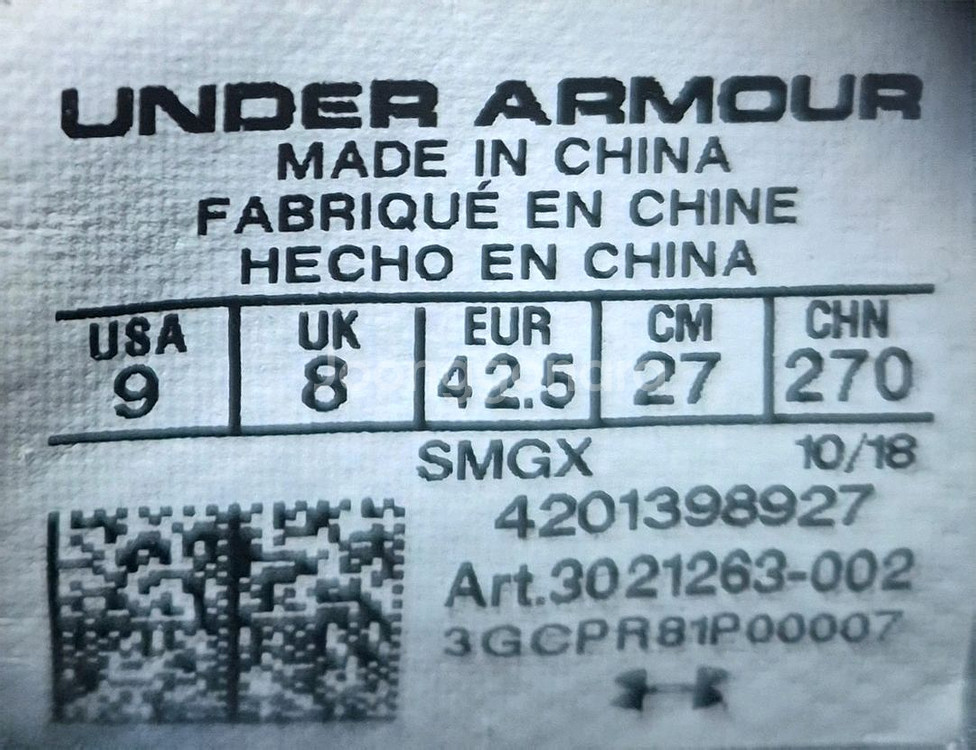 UNDER ARMOUR
MADE IN CHINA
FABRIQUÉ EN CHINE
HECHO EN CHINA
USA UK EUR CM CHN
9 8 42.5 27 270
SMGX 10/18
4201398927
Art.3021263-002
3GCPR81P00007